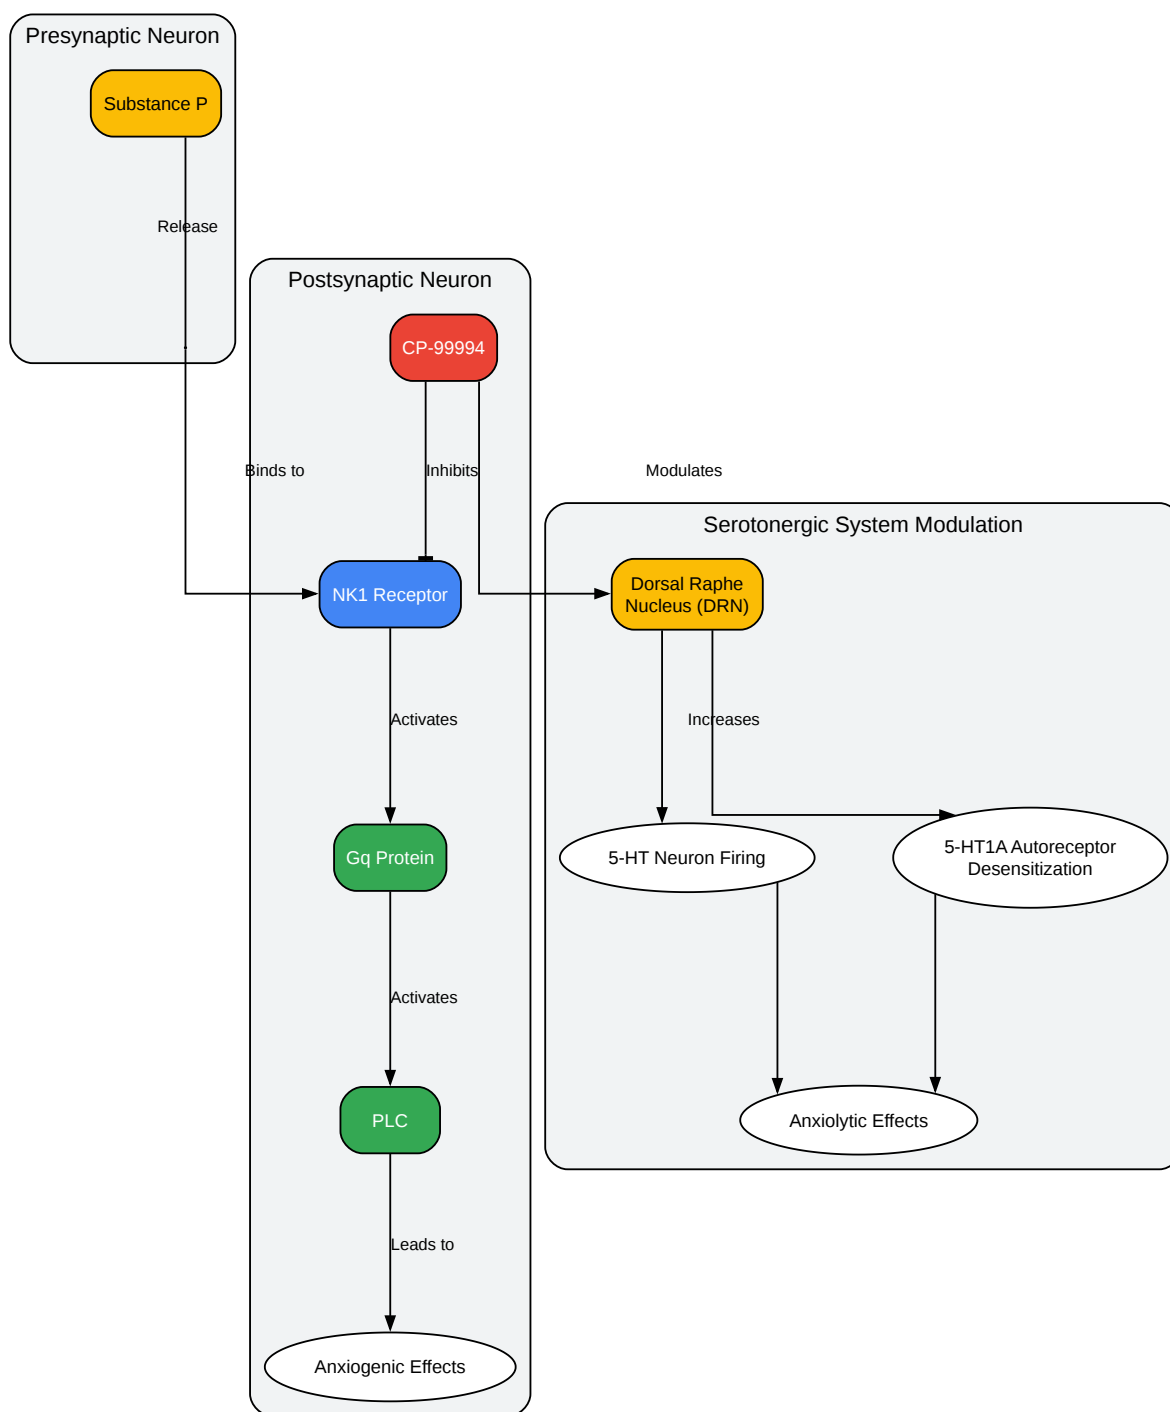 Presynaptic Neuron
Substance P
Release
Postsynaptic Neuron
CP-99994
Binds to
Inhibits
Modulates
Serotonergic System Modulation
NK1 Receptor
Dorsal Raphe
Nucleus (DRN)
Activates
Increases
Gq Protein
5-HT Neuron Firing
5-HT1A Autoreceptor
Desensitization
Activates
PLC
Anxiolytic Effects
Leads to
Anxiogenic Effects